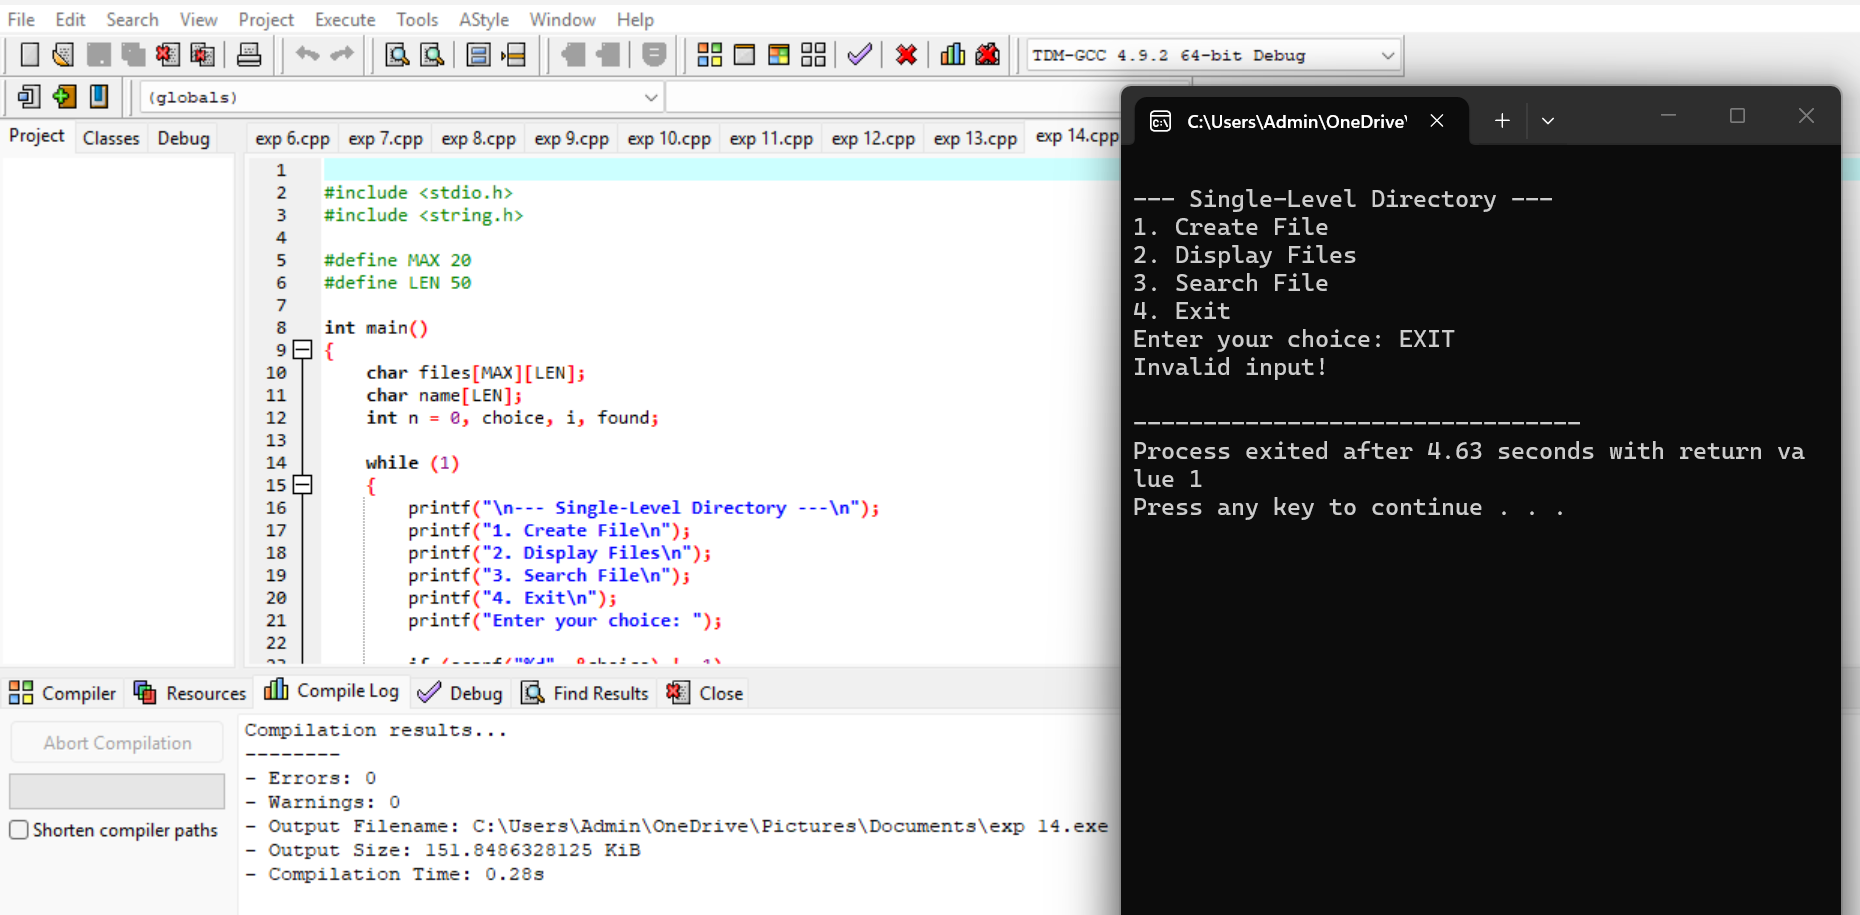 File Edit Search View Project Execute Tools AStyle Window Help
TDM-GCC 4.9.2 64-bit Debug
(globals)
Project Classes Debug
exp 6.cpp exp 7.cpp exp 8.cpp exp 9.cpp exp 10.cpp exp 11.cpp exp 12.cpp exp 13.cpp exp 14.cpp
1
2 #include <stdio.h>
3 #include <string.h>
4
5 #define MAX 20
6 #define LEN 50
7
8 int main()
9 {
10 char files[MAX][LEN];
11 char name[LEN];
12 int n = 0, choice, i, found;
13
14 while (1)
15 {
16 printf("\n--- Single-Level Directory ---\n");
17 printf("1. Create File\n");
18 printf("2. Display Files\n");
19 printf("3. Search File\n");
20 printf("4. Exit\n");
21 printf("Enter your choice: ");
22
Compiler Resources Compile Log Debug Find Results Close
Abort Compilation
Shorten compiler paths
Compilation results...
--------
- Errors: 0
- Warnings: 0
- Output Filename: C:\Users\Admin\OneDrive\Pictures\Documents\exp 14.exe
- Output Size: 151.8486328125 KiB
- Compilation Time: 0.28s
C:\Users\Admin\OneDrive\
--- Single-Level Directory ---
1. Create File
2. Display Files
3. Search File
4. Exit
Enter your choice: EXIT
Invalid input!
--------------------------------
Process exited after 4.63 seconds with return va
lue 1
Press any key to continue . . .